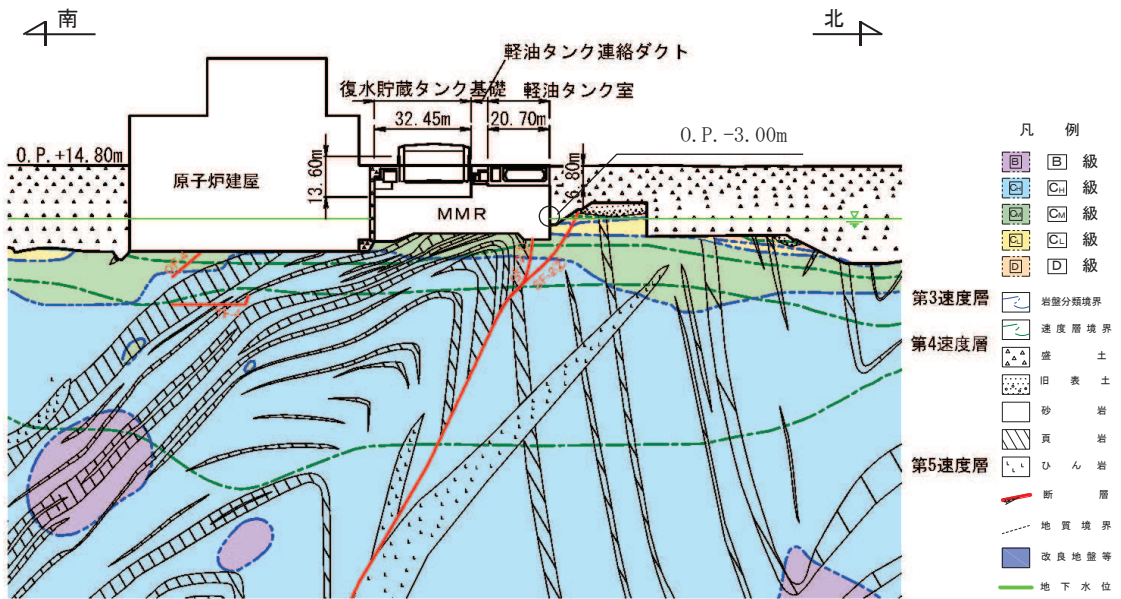 南
北
軽油タンク連絡ダクト
復水貯蔵タンク基礎
軽油タンク室
32.45m
20.70m
O.P.-3.00m
O.P.+14.80m
13.60m
6.80m
原子炉建屋
MMR
第3速度層
第4速度層
第5速度層
凡 例
B B 級
CH CH 級
CM CM 級
CL CL 級
D D 級
岩盤分類境界
速度層境界
盛 土
旧 表 土
砂 岩
頁 岩
ひ ん 岩
断 層
地 質 境 界
改 良 地 盤 等
地 下 水 位